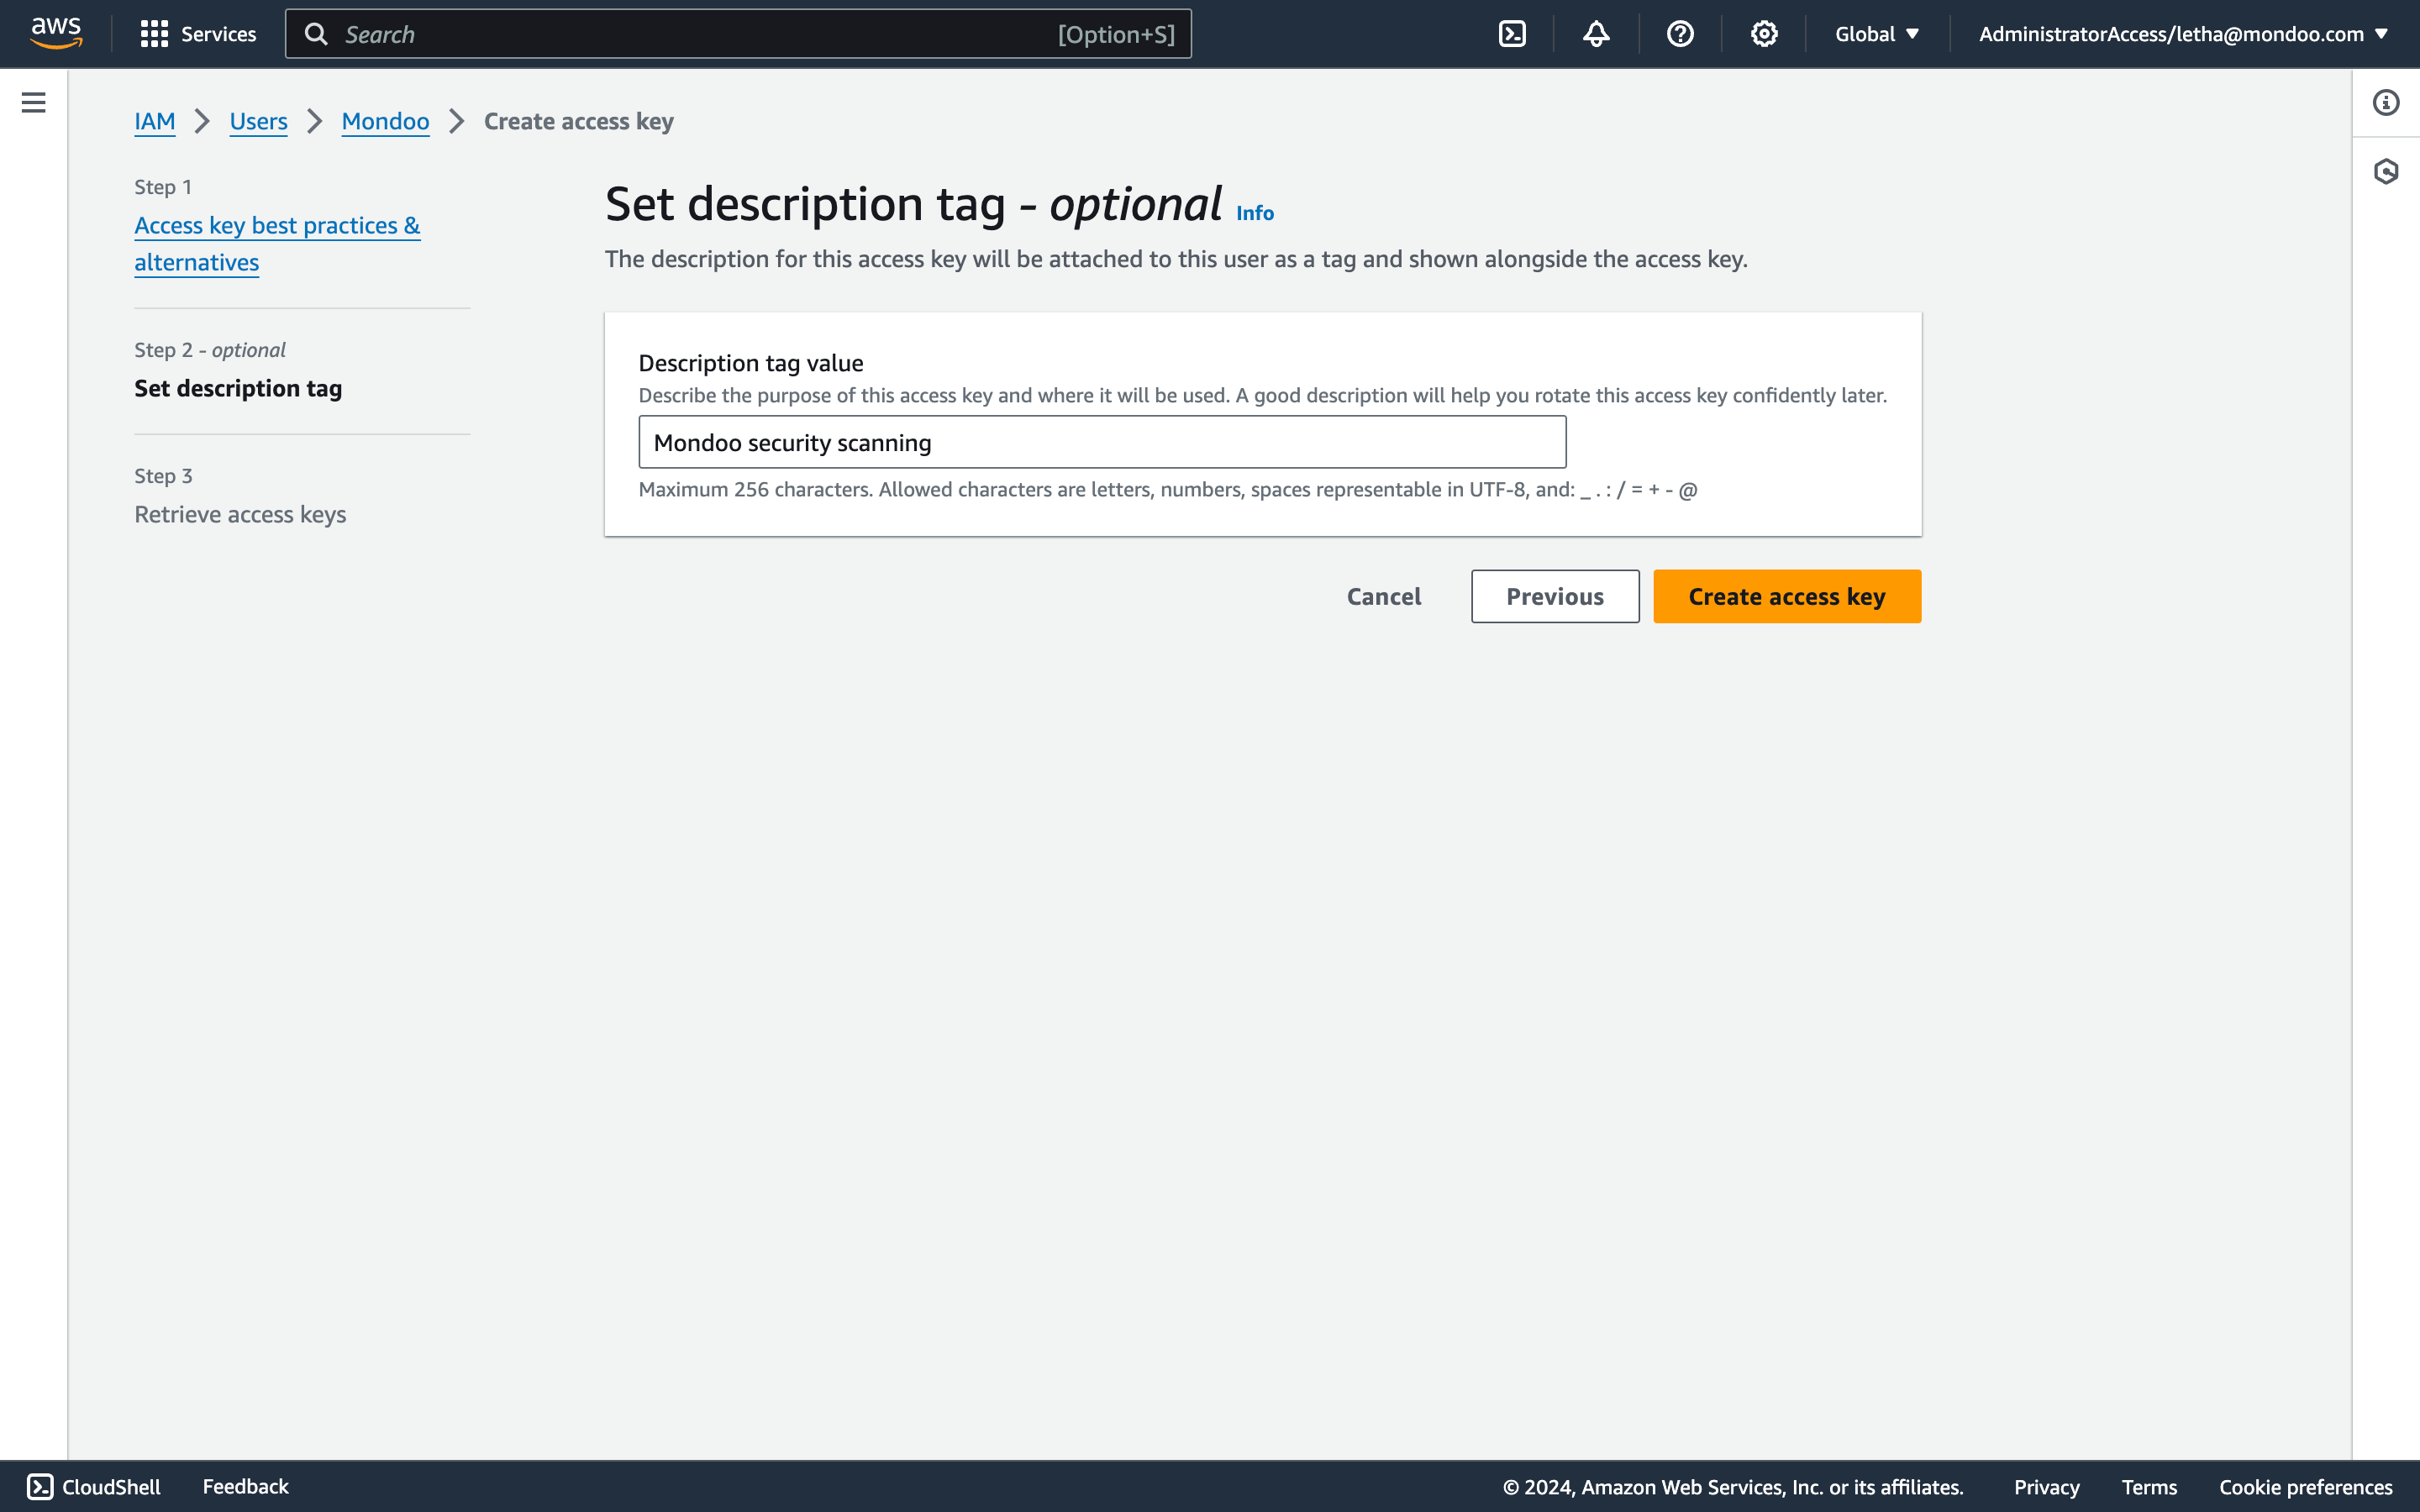 aws
Services
Search [Option+S]
Global
AdministratorAccess/letha@mondoo.com
IAM > Users > Mondoo > Create access key
Step 1
Access key best practices &
alternatives
Step 2 - optional
Set description tag
Step 3
Retrieve access keys
Set description tag - optional Info
The description for this access key will be attached to this user as a tag and shown alongside the access key.
Description tag value
Describe the purpose of this access key and where it will be used. A good description will help you rotate this access key confidently later.
Mondoo security scanning
Maximum 256 characters. Allowed characters are letters, numbers, spaces representable in UTF-8, and: _ . : / = + - @
Cancel
Previous
Create access key
CloudShell
Feedback
© 2024, Amazon Web Services, Inc. or its affiliates.
Privacy
Terms
Cookie preferences